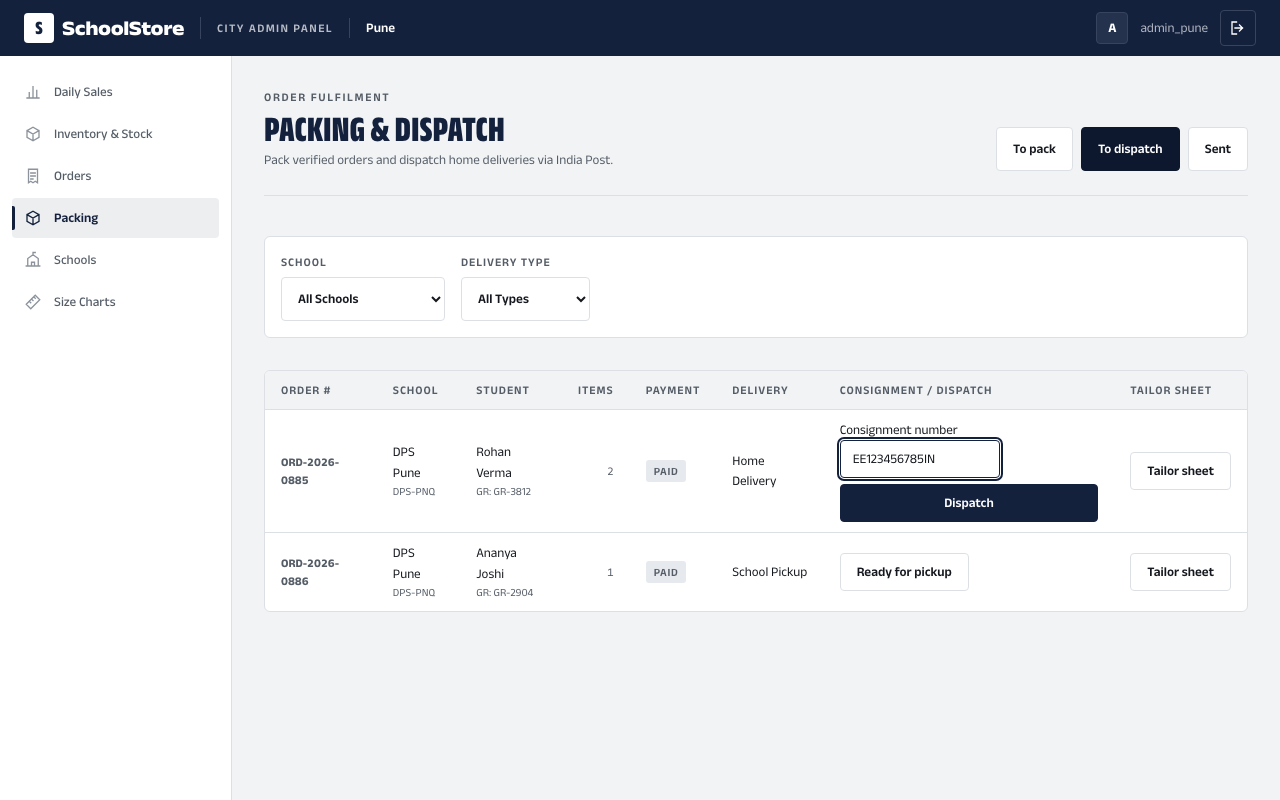 S SchoolStore CITY ADMIN PANEL Pune A admin_pune
Daily Sales
Inventory & Stock
Orders
Packing
Schools
Size Charts
ORDER FULFILMENT
PACKING & DISPATCH
Pack verified orders and dispatch home deliveries via India Post.
To pack To dispatch Sent
SCHOOL DELIVERY TYPE
All Schools All Types
ORDER # SCHOOL STUDENT ITEMS PAYMENT DELIVERY CONSIGNMENT / DISPATCH TAILOR SHEET
ORD-2026-
0885
DPS
Pune
DPS-PNQ
Rohan
Verma
GR: GR-3812
2
PAID
Home
Delivery
Consignment number
EE123456785IN
Dispatch
Tailor sheet
ORD-2026-
0886
DPS
Pune
DPS-PNQ
Ananya
Joshi
GR: GR-2904
1
PAID
School Pickup
Ready for pickup
Tailor sheet